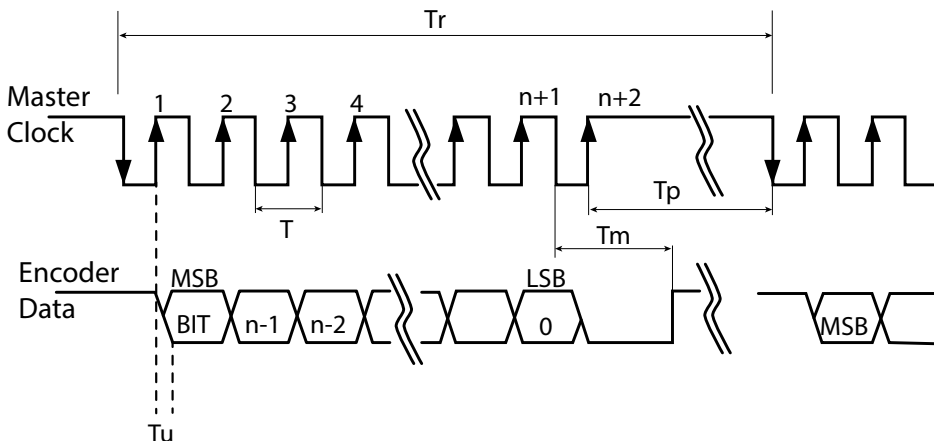 Tr
Master
Clock
1 2 3 4 n+1 n+2
T
Tp
Tm
Encoder
Data
MSB LSB
BIT n-1 n-2 0 MSB
Tu